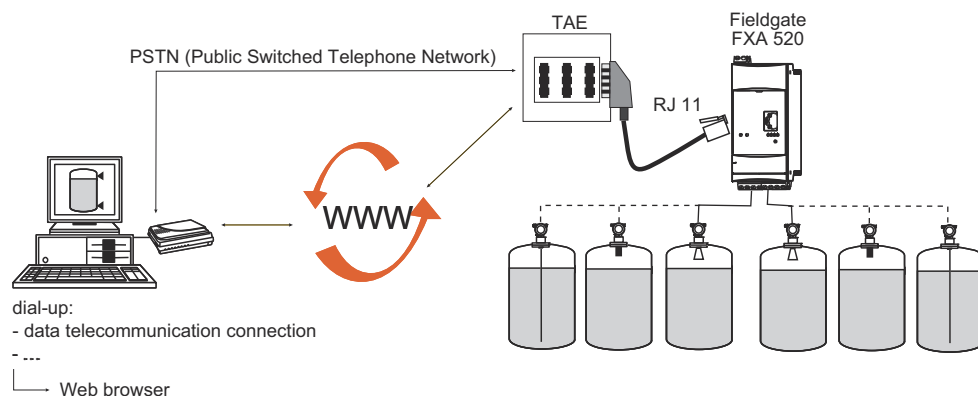 TAE
Fieldgate
FXA 520
PSTN (Public Switched Telephone Network)
RJ 11
WWW
dial-up:
- data telecommunication connection
- ...
Web browser